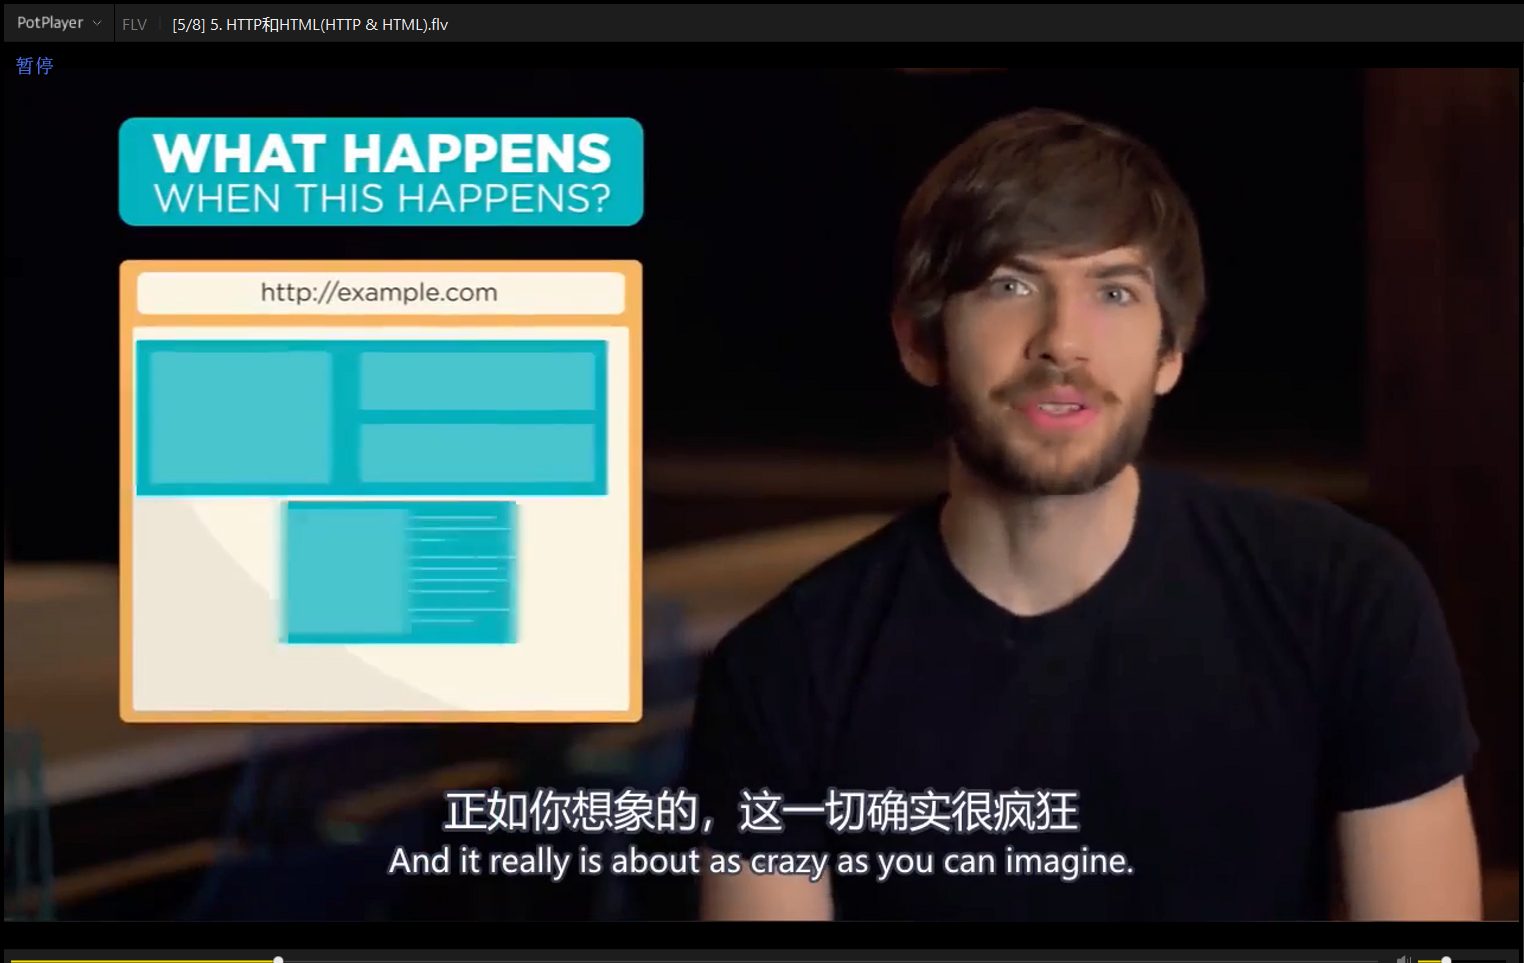 PotPlayer
FLV
[5/8] 5. HTTP和HTML(HTTP & HTML).flv
暂停
WHAT HAPPENS
WHEN THIS HAPPENS?
http://example.com
正如你想象的，这一切确实很疯狂
And it really is about as crazy as you can imagine.